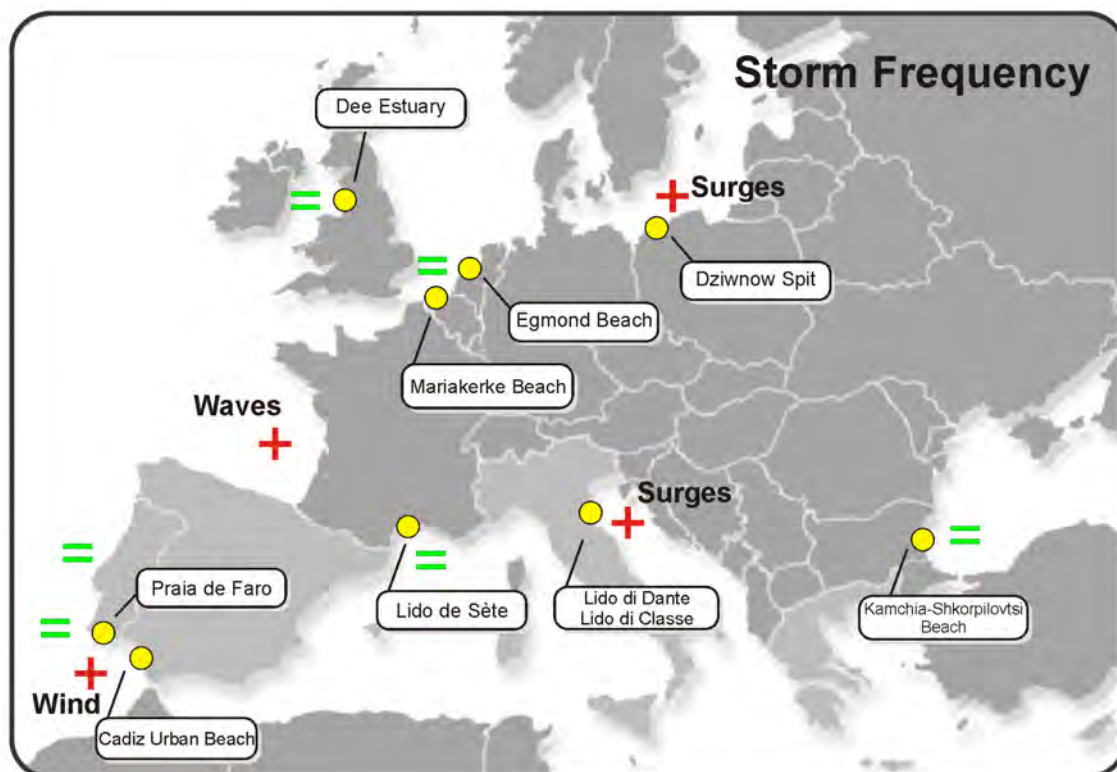 Storm Frequency
Dee Estuary
Surges
Dziwnow Spit
Egmond Beach
Mariakerke Beach
Waves
Surges
Praia de Faro
Lido de Sète
Lido di Dante
Lido di Classe
Kamchia-Shkorpilovtsi
Beach
Wind
Cadiz Urban Beach